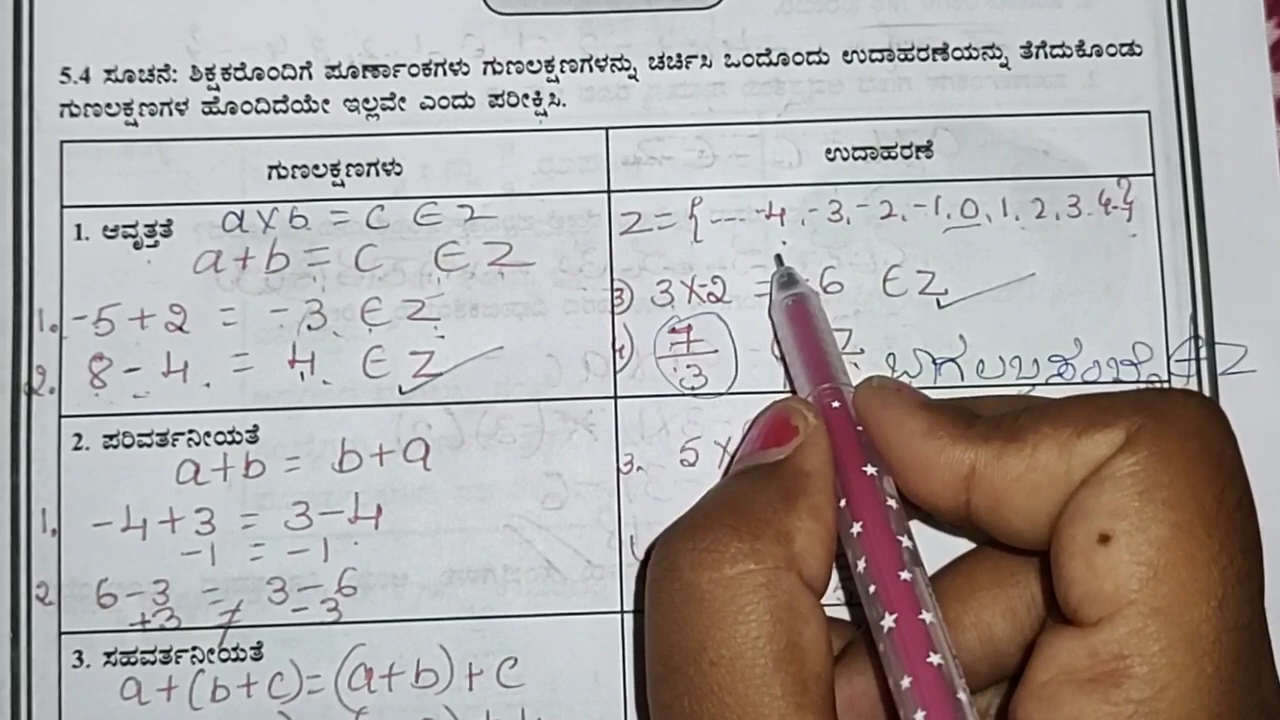 5.4 ಸೂಚನೆ: ಶಿಕ್ಷಕರೊಂದಿಗೆ ಪೂರ್ಣಾಂಕಗಳು ಗುಣಲಕ್ಷಣಗಳನ್ನು ಚರ್ಚಿಸಿ ಒಂದೊಂದು ಉದಾಹರಣೆಯನ್ನು ತೆಗೆದುಕೊಂಡು
ಗುಣಲಕ್ಷಣಗಳ ಹೊಂದಿದೆಯೇ ಇಲ್ಲವೇ ಎಂದು ಪರೀಕ್ಷಿಸಿ.
ಗುಣಲಕ್ಷಣಗಳು
1. ಆವೃತ್ತತೆ a×b = c ∈ Z
a+b = c ∈ Z
1. -5+2 = -3 ∈ Z
2. 8-4 = 4 ∈ Z
2. ಪರಿವರ್ತನೀಯತೆ
a+b = b+a
1. -4+3 = 3-4
-1 = -1
2 6-3 = 3-6
+3 ≠ -3
3. ಸಹವರ್ತನೀಯತೆ
a+(b+c)=(a+b)+c
ಉದಾಹರಣೆ
Z={---4,-3,-2,-1,0,1,2,3.4-}
3) 3×-2 = -6 ∈ Z
4) 7/3 ∉ Z
3. 5×